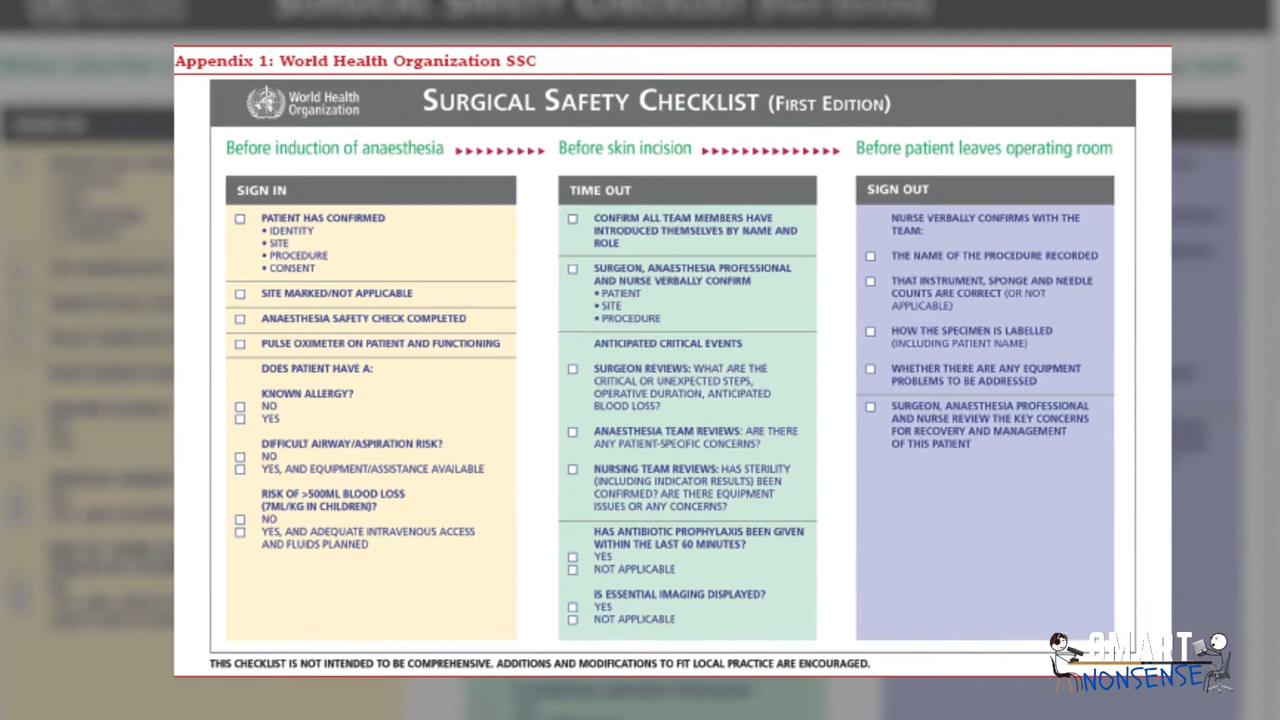 Appendix 1: World Health Organization SSC
World Health
Organization
SURGICAL SAFETY CHECKLIST (FIRST EDITION)
Before induction of anaesthesia
SIGN IN
PATIENT HAS CONFIRMED
• IDENTITY
• SITE
• PROCEDURE
• CONSENT
SITE MARKED/NOT APPLICABLE
ANAESTHESIA SAFETY CHECK COMPLETED
PULSE OXIMETER ON PATIENT AND FUNCTIONING
DOES PATIENT HAVE A:
KNOWN ALLERGY?
NO
YES
DIFFICULT AIRWAY/ASPIRATION RISK?
NO
YES, AND EQUIPMENT/ASSISTANCE AVAILABLE
RISK OF >500ML BLOOD LOSS
(7ML/KG IN CHILDREN)?
NO
YES, AND ADEQUATE INTRAVENOUS ACCESS
AND FLUIDS PLANNED
Before skin incision
TIME OUT
CONFIRM ALL TEAM MEMBERS HAVE
INTRODUCED THEMSELVES BY NAME AND
ROLE
SURGEON, ANAESTHESIA PROFESSIONAL
AND NURSE VERBALLY CONFIRM
• PATIENT
• SITE
• PROCEDURE
ANTICIPATED CRITICAL EVENTS
SURGEON REVIEWS: WHAT ARE THE
CRITICAL OR UNEXPECTED STEPS,
OPERATIVE DURATION, ANTICIPATED
BLOOD LOSS?
ANAESTHESIA TEAM REVIEWS: ARE THERE
ANY PATIENT-SPECIFIC CONCERNS?
NURSING TEAM REVIEWS: HAS STERILITY
(INCLUDING INDICATOR RESULTS) BEEN
CONFIRMED? ARE THERE EQUIPMENT
ISSUES OR ANY CONCERNS?
HAS ANTIBIOTIC PROPHYLAXIS BEEN GIVEN
WITHIN THE LAST 60 MINUTES?
YES
NOT APPLICABLE
IS ESSENTIAL IMAGING DISPLAYED?
YES
NOT APPLICABLE
Before patient leaves operating room
SIGN OUT
NURSE VERBALLY CONFIRMS WITH THE
TEAM:
THE NAME OF THE PROCEDURE RECORDED
THAT INSTRUMENT, SPONGE AND NEEDLE
COUNTS ARE CORRECT (OR NOT
APPLICABLE)
HOW THE SPECIMEN IS LABELLED
(INCLUDING PATIENT NAME)
WHETHER THERE ARE ANY EQUIPMENT
PROBLEMS TO BE ADDRESSED
SURGEON, ANAESTHESIA PROFESSIONAL
AND NURSE REVIEW THE KEY CONCERNS
FOR RECOVERY AND MANAGEMENT
OF THIS PATIENT
THIS CHECKLIST IS NOT INTENDED TO BE COMPREHENSIVE. ADDITIONS AND MODIFICATIONS TO FIT LOCAL PRACTICE ARE ENCOURAGED.
SMART
NONSENSE